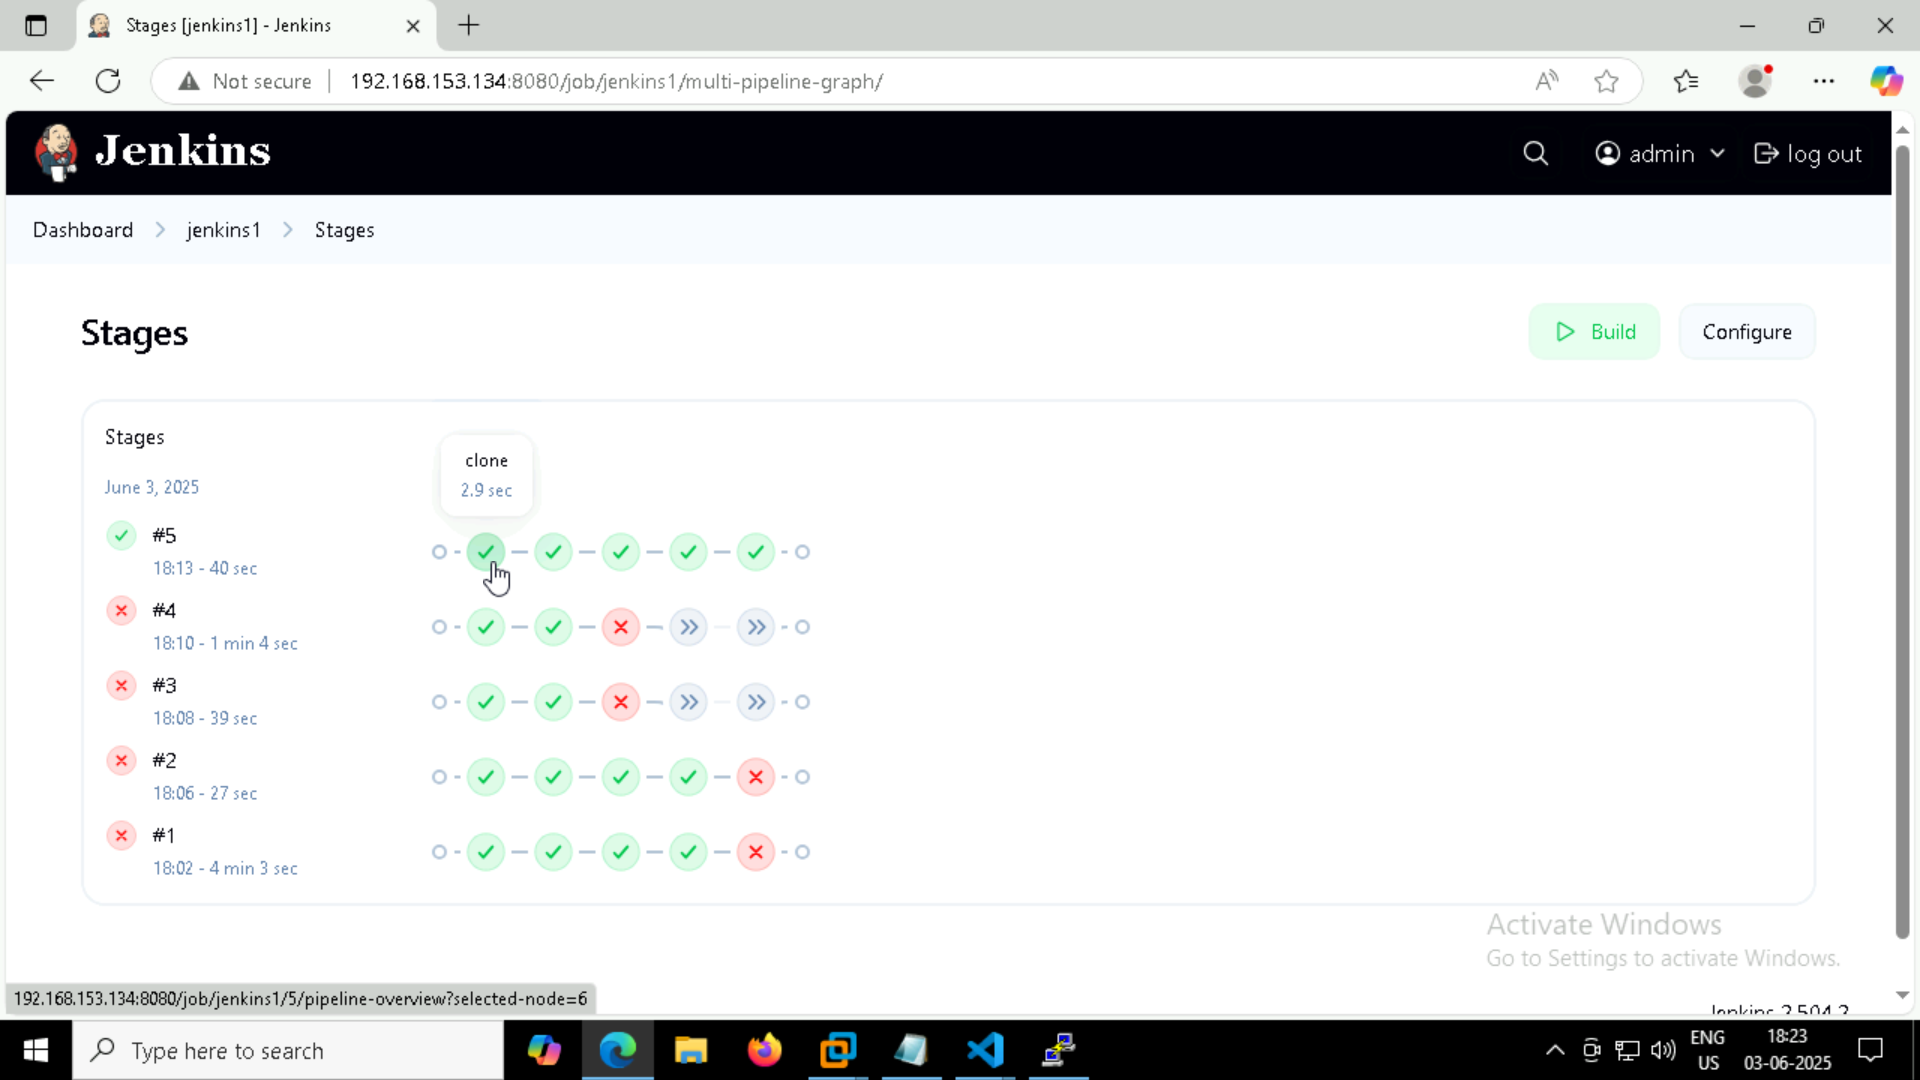 Stages [jenkins1] - Jenkins
Not secure
192.168.153.134:8080/job/jenkins1/multi-pipeline-graph/
Jenkins
admin
log out
Dashboard
jenkins1
Stages
Stages
Build
Configure
Stages
clone
2.9 sec
June 3, 2025
#5
18:13 - 40 sec
#4
18:10 - 1 min 4 sec
#3
18:08 - 39 sec
#2
18:06 - 27 sec
#1
18:02 - 4 min 3 sec
Activate Windows
Go to Settings to activate Windows.
192.168.153.134:8080/job/jenkins1/5/pipeline-overview?selected-node=6
Jenkins 2.504.2
Type here to search
ENG
US
18:23
03-06-2025